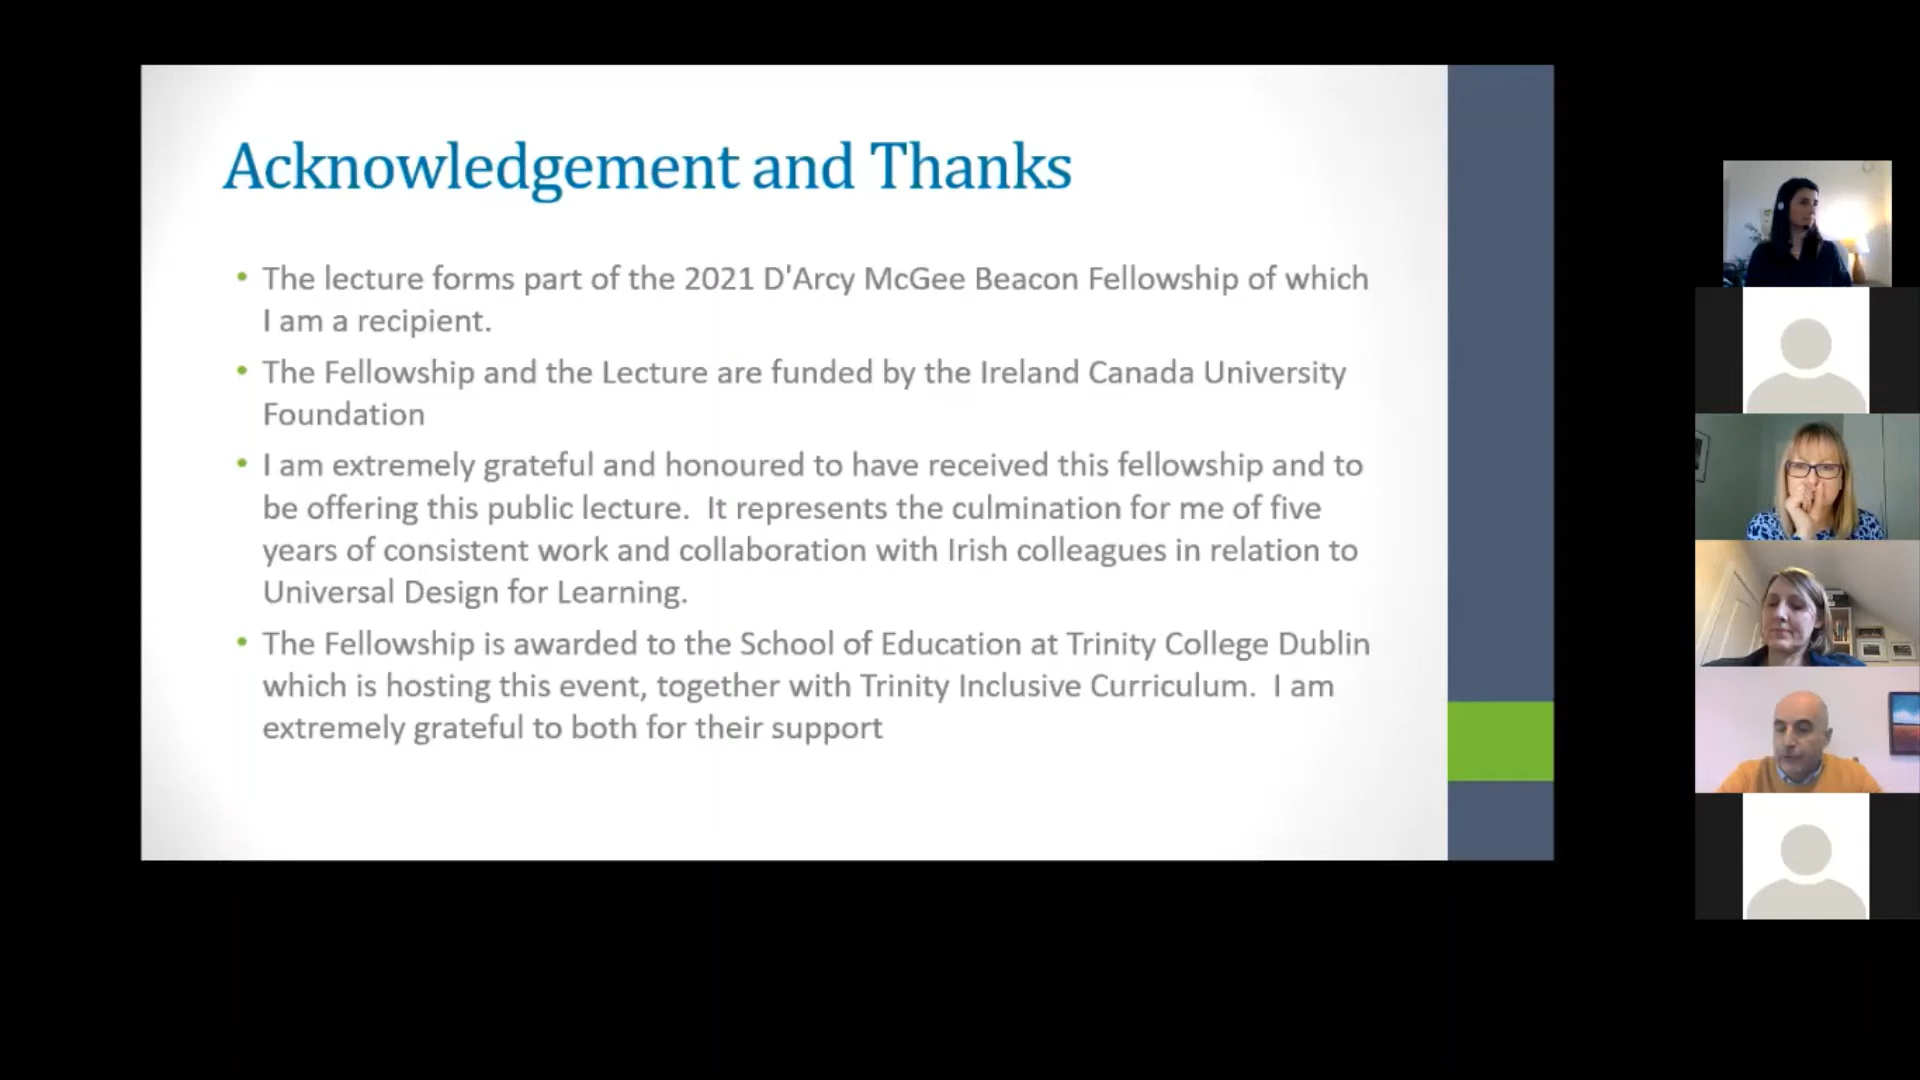 Acknowledgement and Thanks
• The lecture forms part of the 2021 D'Arcy McGee Beacon Fellowship of which
I am a recipient.
• The Fellowship and the Lecture are funded by the Ireland Canada University
Foundation
• I am extremely grateful and honoured to have received this fellowship and to
be offering this public lecture.  It represents the culmination for me of five
years of consistent work and collaboration with Irish colleagues in relation to
Universal Design for Learning.
• The Fellowship is awarded to the School of Education at Trinity College Dublin
which is hosting this event, together with Trinity Inclusive Curriculum.  I am
extremely grateful to both for their support